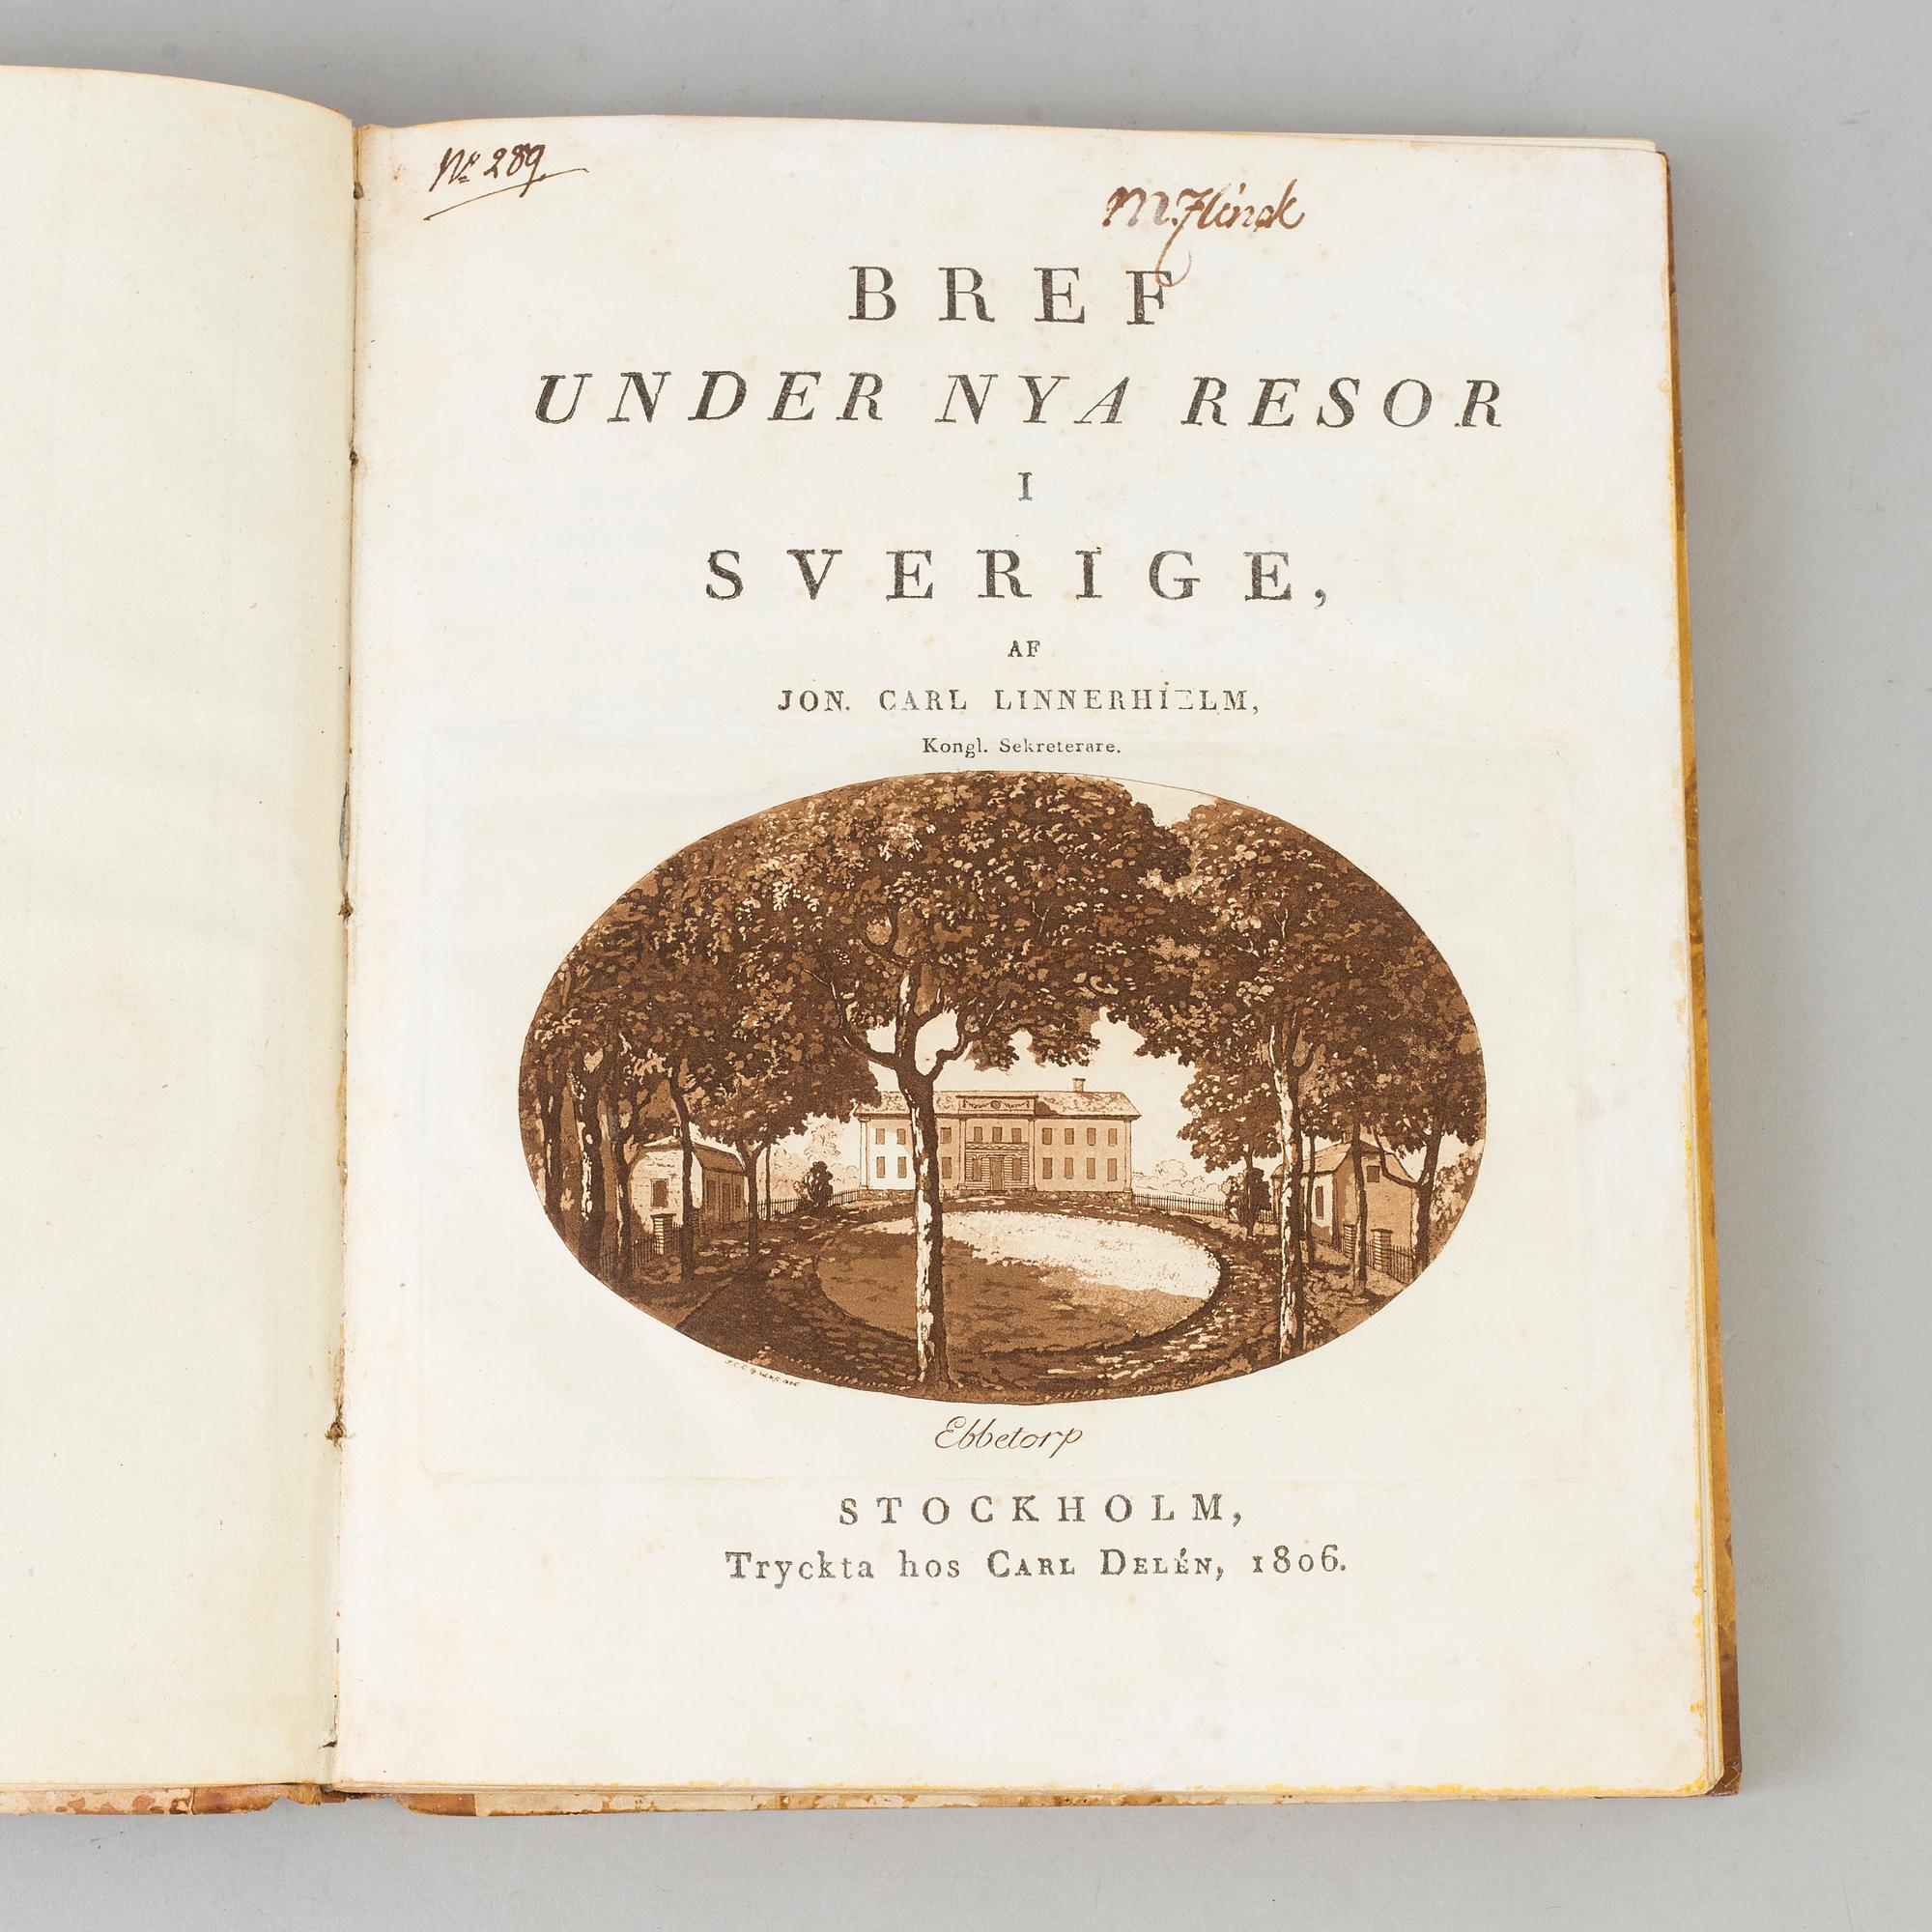 No 289.
M. Flinck
BREF
UNDER NYA RESOR
I
SVERIGE,
AF
JON. CARL LINNERHIELM,
Kongl. Sekreterare.
Ebbetorp
STOCKHOLM,
Tryckta hos CARL DELÉN, 1806.